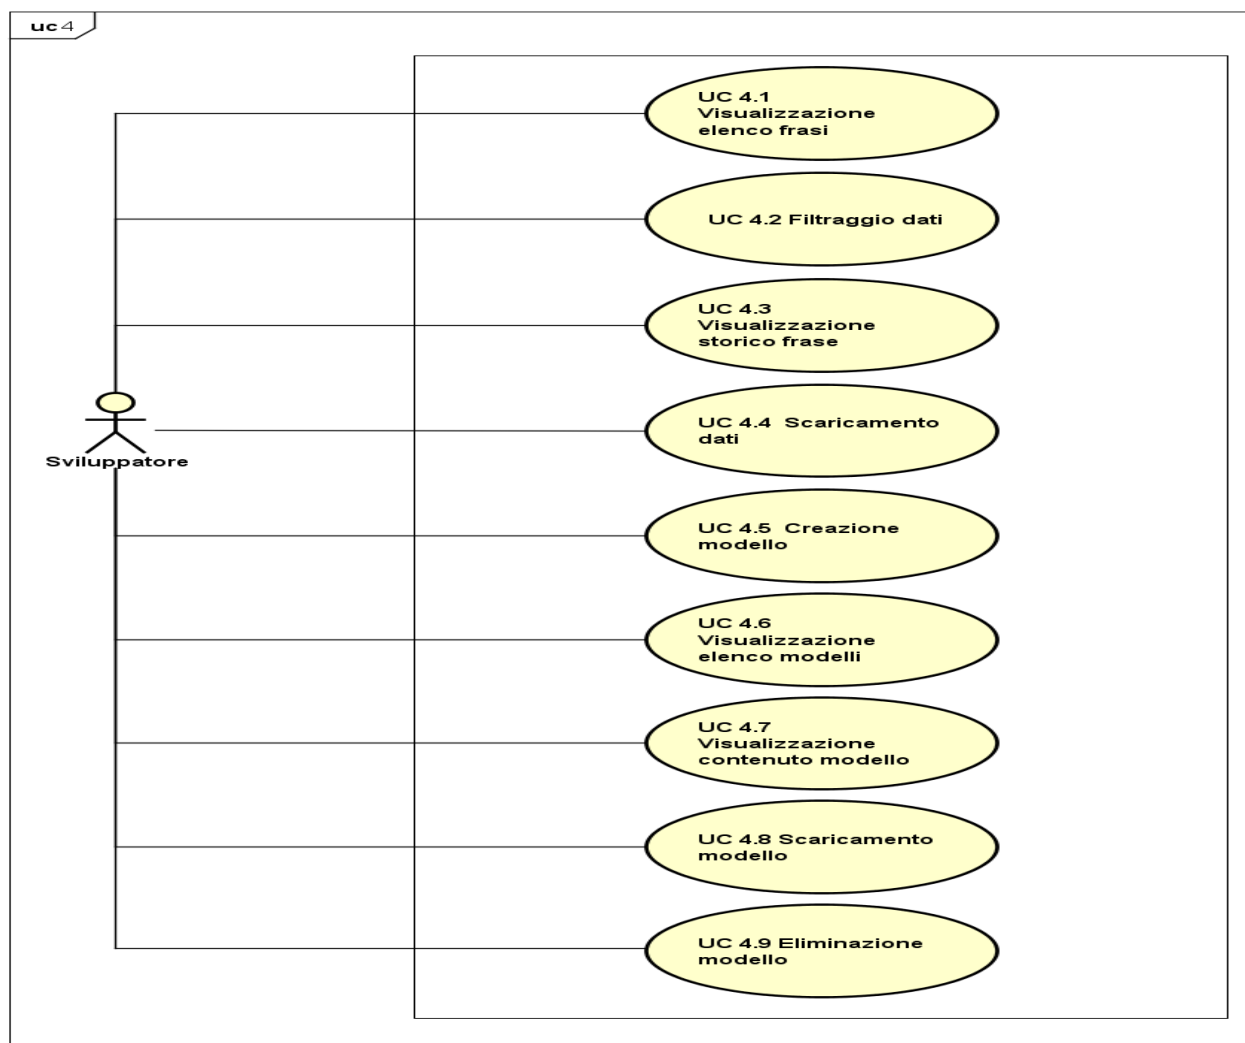 uc 4
UC 4.1
Visualizzazione
elenco frasi
UC 4.2 Filtraggio dati
UC 4.3
Visualizzazione
storico frase
UC 4.4 Scaricamento
dati
Sviluppatore
UC 4.5 Creazione
modello
UC 4.6
Visualizzazione
elenco modelli
UC 4.7
Visualizzazione
contenuto modello
UC 4.8 Scaricamento
modello
UC 4.9 Eliminazione
modello